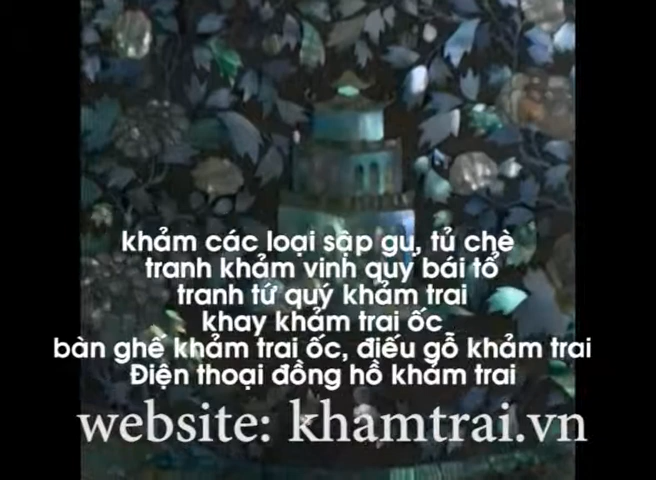 khảm các loại sập gụ, tủ chè
tranh khảm vinh quy bái tổ
tranh tứ quý khảm trai
khay khảm trai ốc
bàn ghế khảm trai ốc, điếu gỗ khảm trai
Điện thoại đồng hồ khảm trai
website: khamtrai.vn